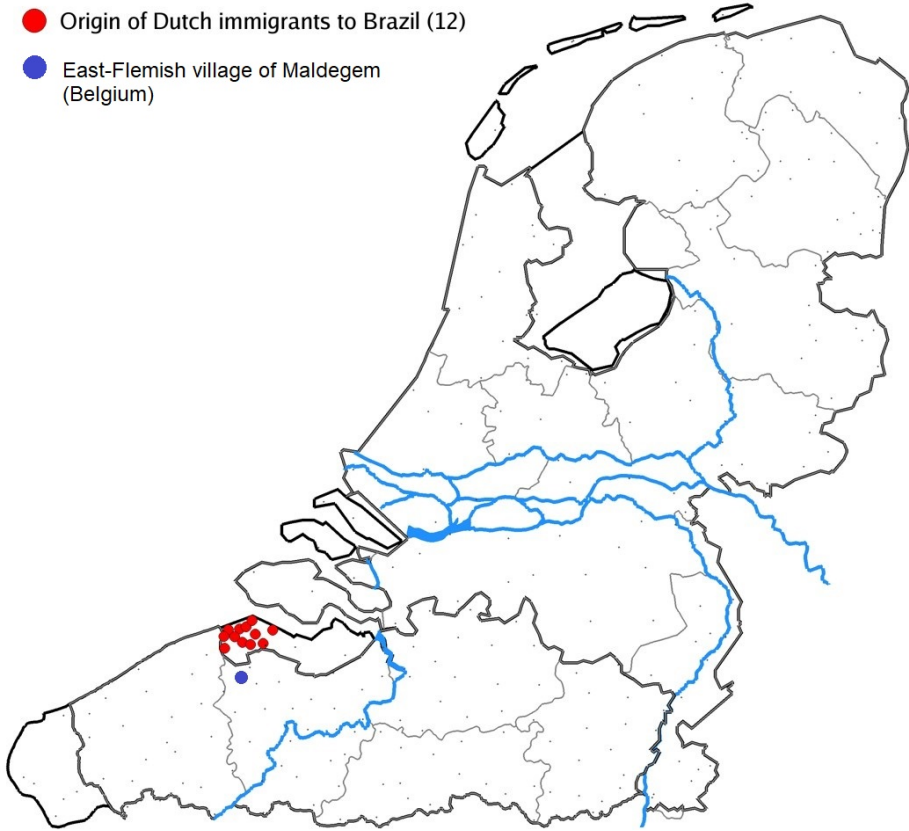 Origin of Dutch immigrants to Brazil (12)
East-Flemish village of Maldegem
(Belgium)